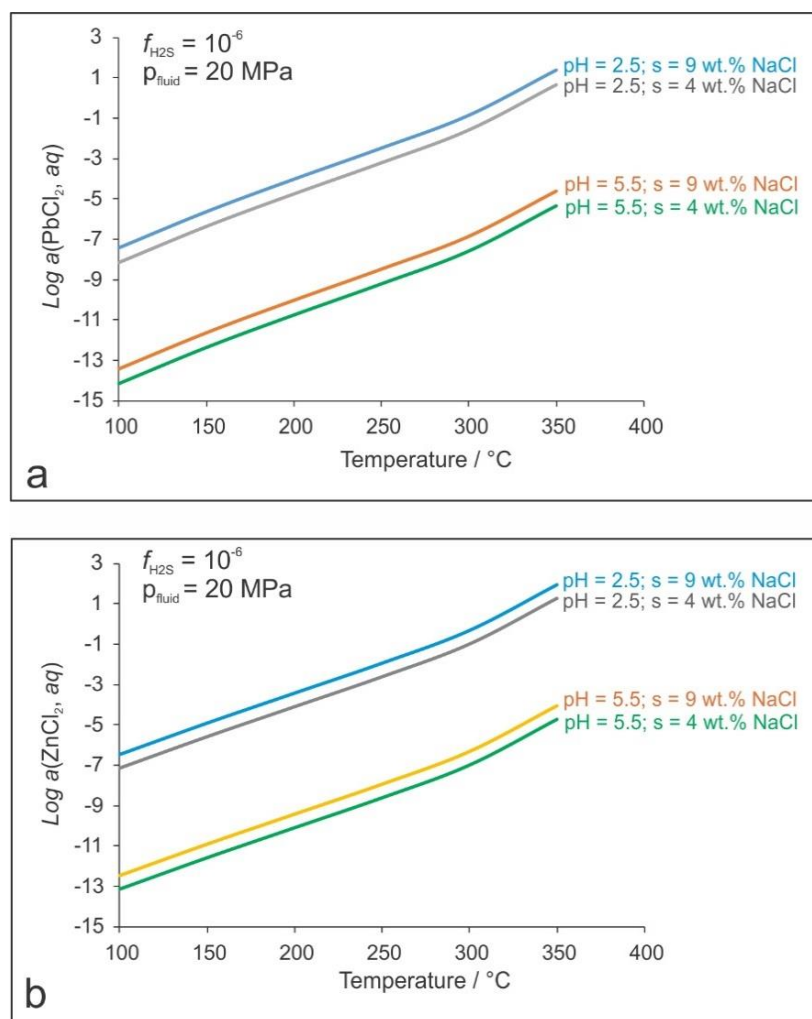 f H2S = 10-6
p fluid = 20 MPa
3
1
-1
-3
-5
-7
-9
-11
-13
-15
Log a(PbCl2, aq)
pH = 2.5; s = 9 wt.% NaCl
pH = 2.5; s = 4 wt.% NaCl
pH = 5.5; s = 9 wt.% NaCl
pH = 5.5; s = 4 wt.% NaCl
100 150 200 250 300 350 400
Temperature / °C
a
f H2S = 10-6
p fluid = 20 MPa
3
1
-1
-3
-5
-7
-9
-11
-13
-15
Log a(ZnCl2, aq)
pH = 2.5; s = 9 wt.% NaCl
pH = 2.5; s = 4 wt.% NaCl
pH = 5.5; s = 9 wt.% NaCl
pH = 5.5; s = 4 wt.% NaCl
100 150 200 250 300 350 400
Temperature / °C
b